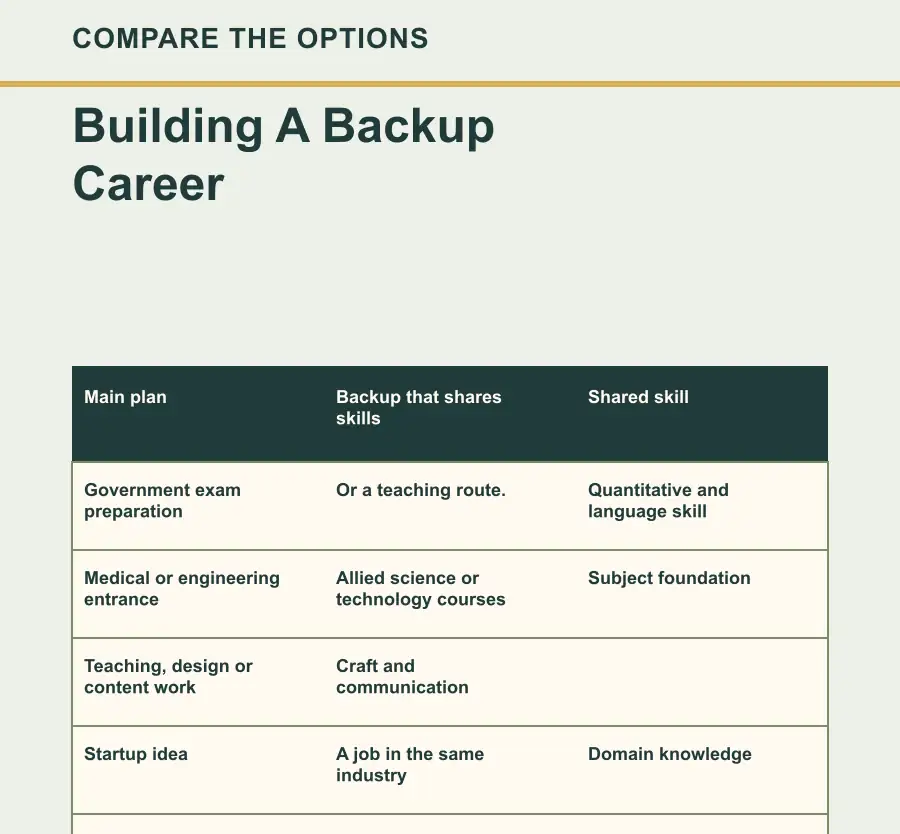 COMPARE THE OPTIONS
Building A Backup
Career
Main plan
Backup that shares
skills
Shared skill
Government exam
preparation
Or a teaching route.
Quantitative and
language skill
Medical or engineering
entrance
Allied science or
technology courses
Subject foundation
Teaching, design or
content work
Craft and
communication
Startup idea
A job in the same
industry
Domain knowledge